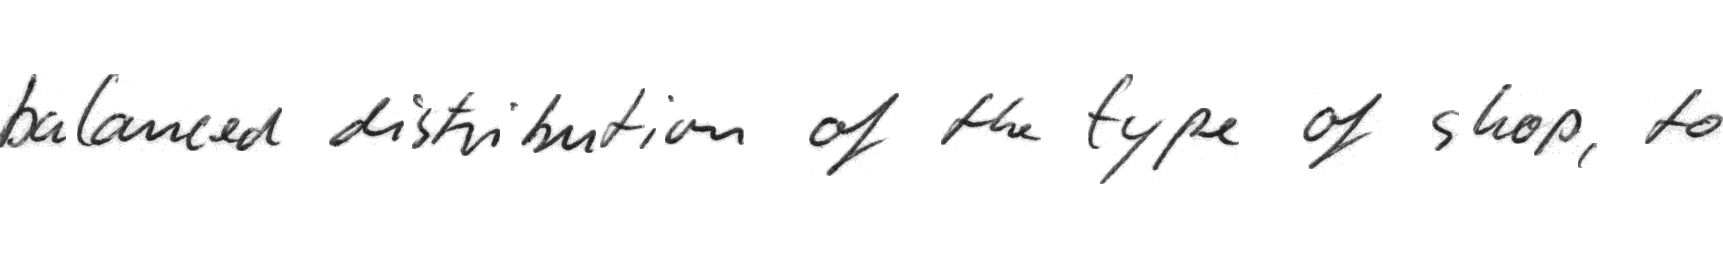 balanced distribution of the type of shop, to